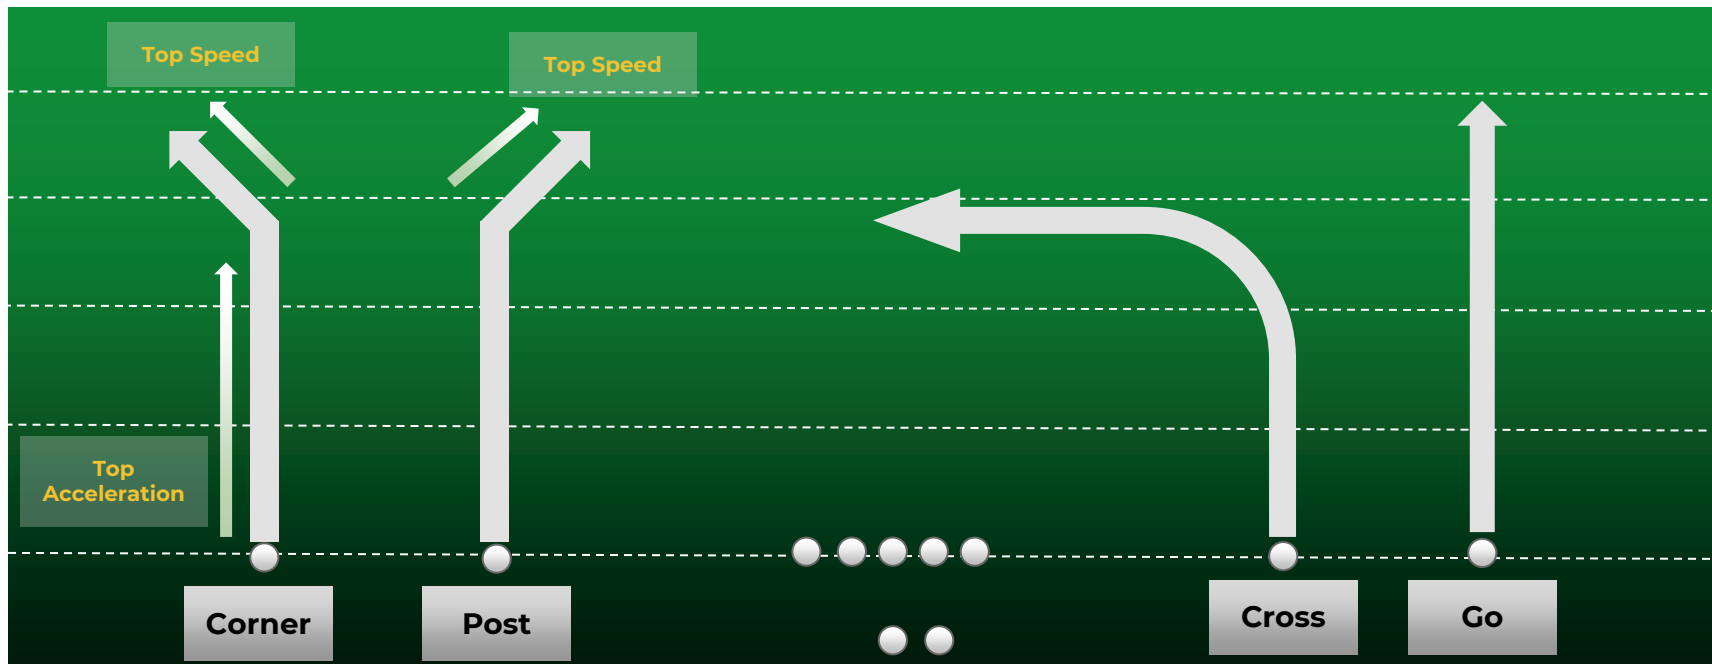 Top Speed
Top Speed
Top
Acceleration
Corner
Post
Cross
Go